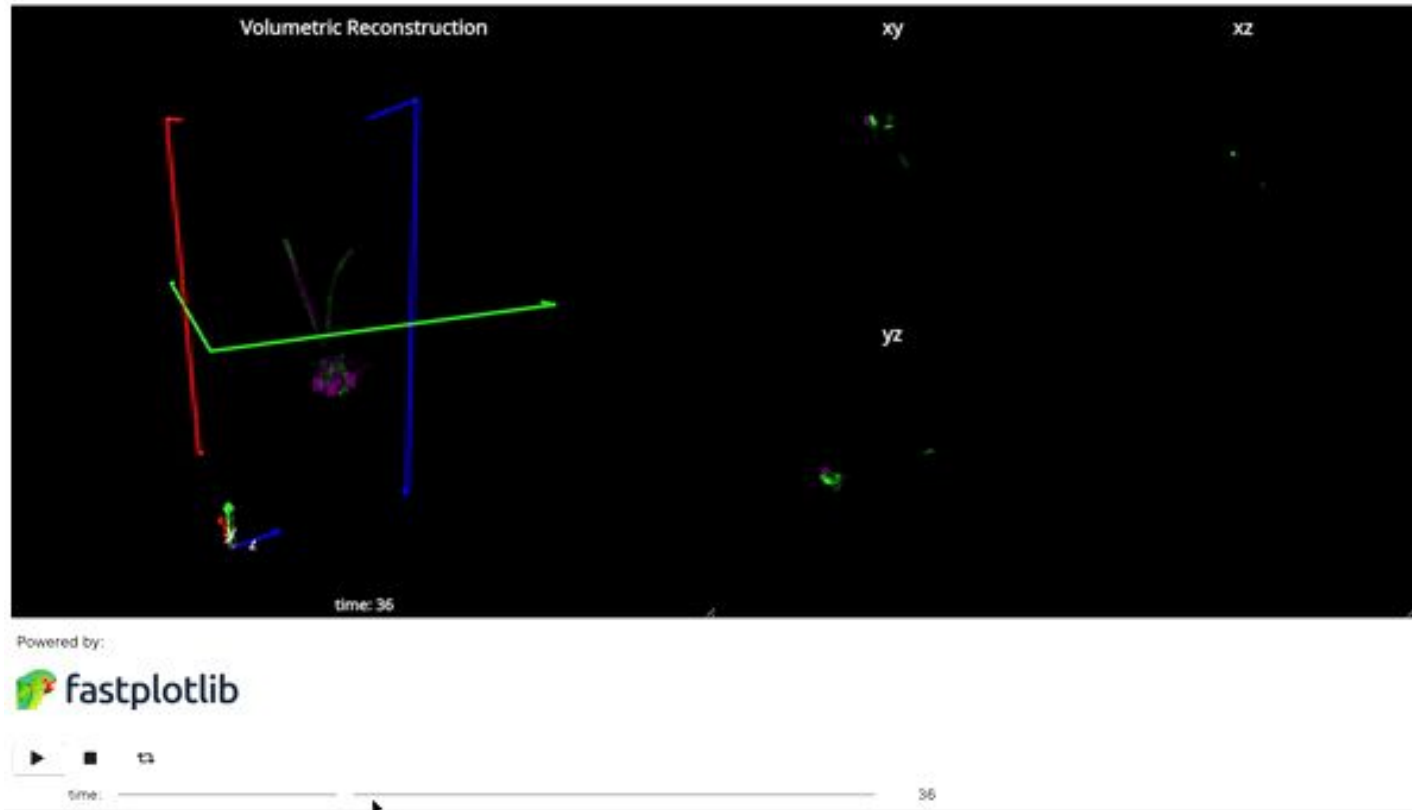 Volumetric Reconstruction
xy
xz
yz
time: 36
Powered by:
fastplotlib
time:
36